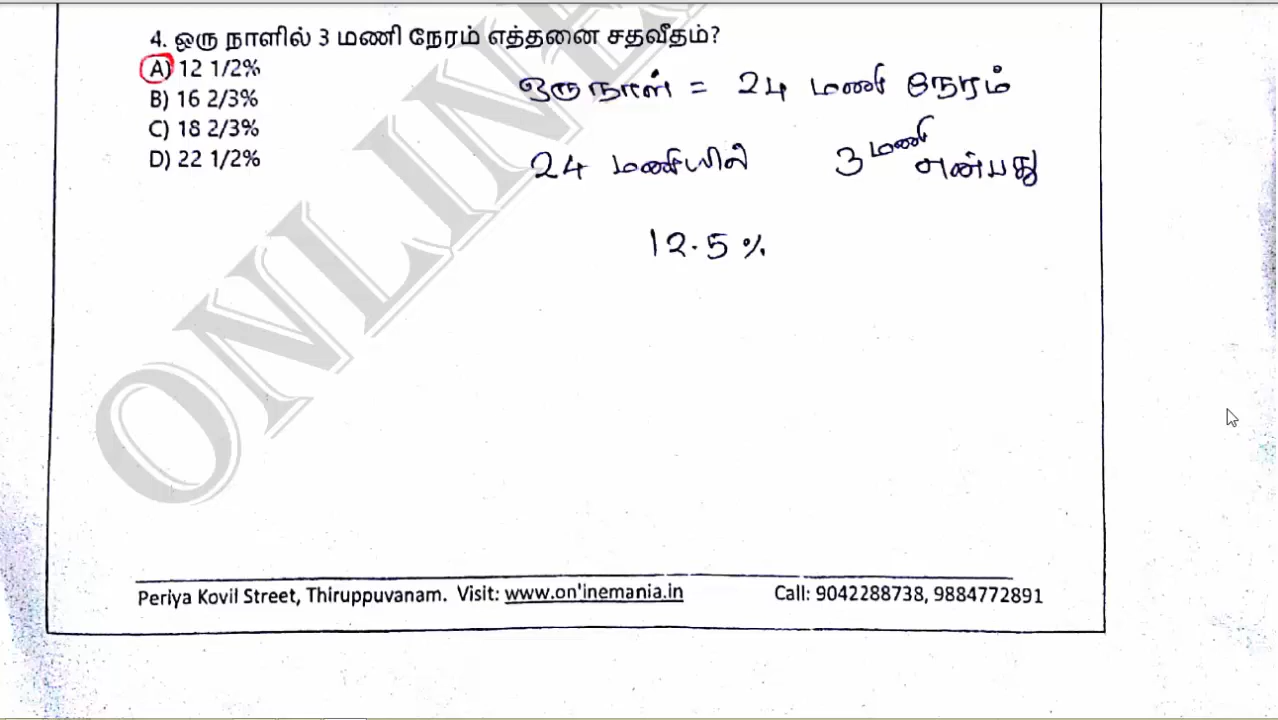 4. ஒரு நாளில் 3 மணி நேரம் எத்தனை சதவீதம்?
A) 12 1/2%
B) 16 2/3%
C) 18 2/3%
D) 22 1/2%
ஒரு நாள் = 24 மணி நேரம்
24 மணியில் 3 மணி என்பது
12.5 %
ONLINE
Periya Kovil Street, Thiruppuvanam. Visit: www.on'inemania.in Call: 9042288738, 9884772891